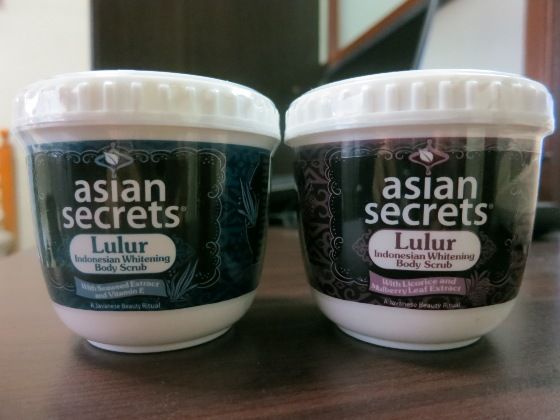 asian
secrets®
Lulur
Indonesian Whitening
Body Scrub
With Seaweed Extract
and Vitamin E
A Javanese Beauty Ritual
asian
secrets®
Lulur
Indonesian Whitening
Body Scrub
With Licorice and
Mulberry Leaf Extract
A Javanese Beauty Ritual